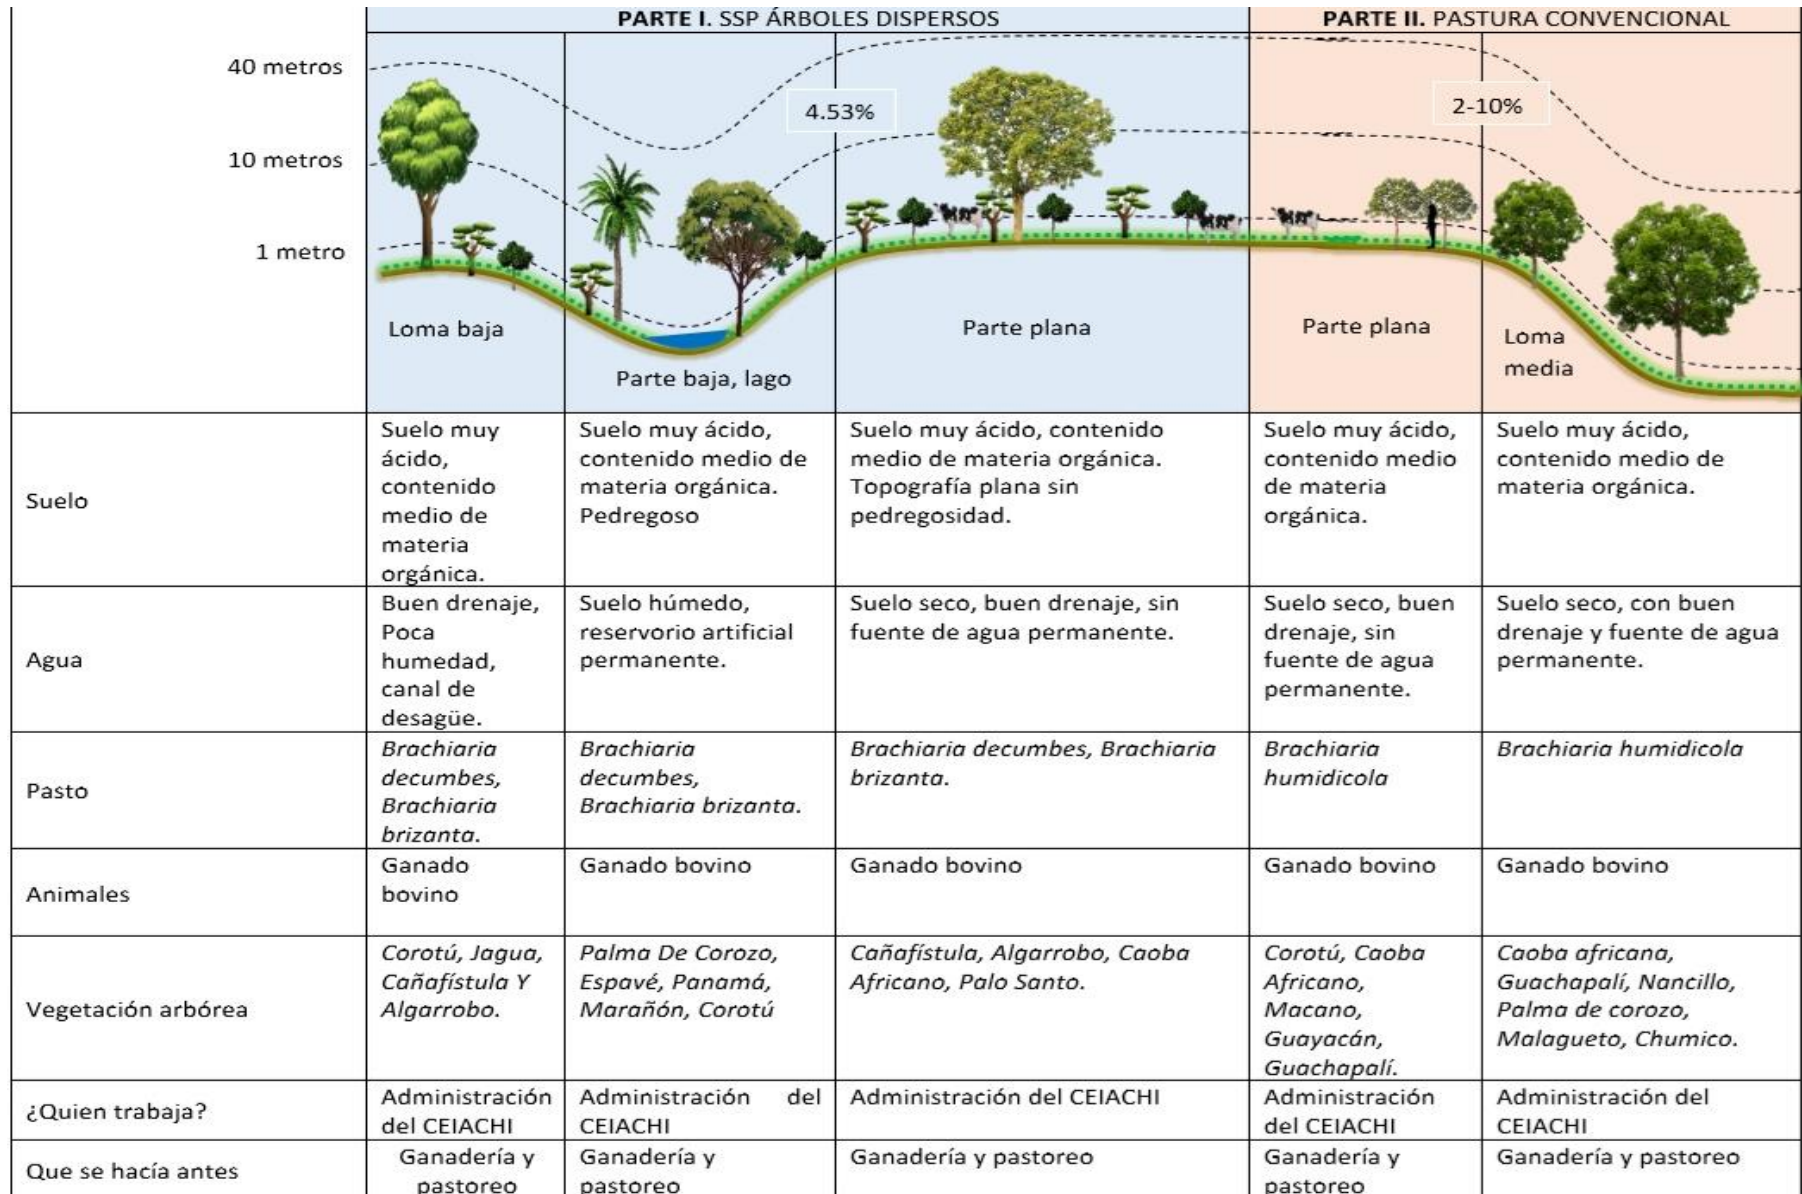 PARTE I. SSP ÁRBOLES DISPERSOS
PARTE II. PASTURA CONVENCIONAL
40 metros
10 metros
1 metro
4.53%
2-10%
Loma baja
Parte baja, lago
Parte plana
Parte plana
Loma
media
Suelo
Suelo muy
ácido,
contenido
medio de
materia
orgánica.
Suelo muy ácido,
contenido medio de
materia orgánica.
Pedregoso
Suelo muy ácido, contenido
medio de materia orgánica.
Topografía plana sin
pedregosidad.
Suelo muy ácido,
contenido medio
de materia
orgánica.
Suelo muy ácido,
contenido medio de
materia orgánica.
Agua
Buen drenaje,
Poca
humedad,
canal de
desagüe.
Suelo húmedo,
reservorio artificial
permanente.
Suelo seco, buen drenaje, sin
fuente de agua permanente.
Suelo seco, buen
drenaje, sin
fuente de agua
permanente.
Suelo seco, con buen
drenaje y fuente de agua
permanente.
Pasto
Brachiaria
decumbes,
Brachiaria
brizanta.
Brachiaria
decumbes,
Brachiaria brizanta.
Brachiaria decumbes, Brachiaria
brizanta.
Brachiaria
humidicola
Brachiaria humidicola
Animales
Ganado
bovino
Ganado bovino
Ganado bovino
Ganado bovino
Ganado bovino
Vegetación arbórea
Corotú, Jagua,
Cañafístula Y
Algarrobo.
Palma De Corozo,
Espavé, Panamá,
Marañón, Corotú
Cañafístula, Algarrobo, Caoba
Africano, Palo Santo.
Corotú, Caoba
Africano,
Macano,
Guayacán,
Guachapalí.
Caoba africana,
Guachapalí, Nancillo,
Palma de corozo,
Malagueto, Chumico.
¿Quien trabaja?
Administración
del CEIACHI
Administración del
CEIACHI
Administración del CEIACHI
Administración
del CEIACHI
Administración del
CEIACHI
Que se hacía antes
Ganadería y
pastoreo
Ganadería y
pastoreo
Ganadería y pastoreo
Ganadería y
pastoreo
Ganadería y pastoreo